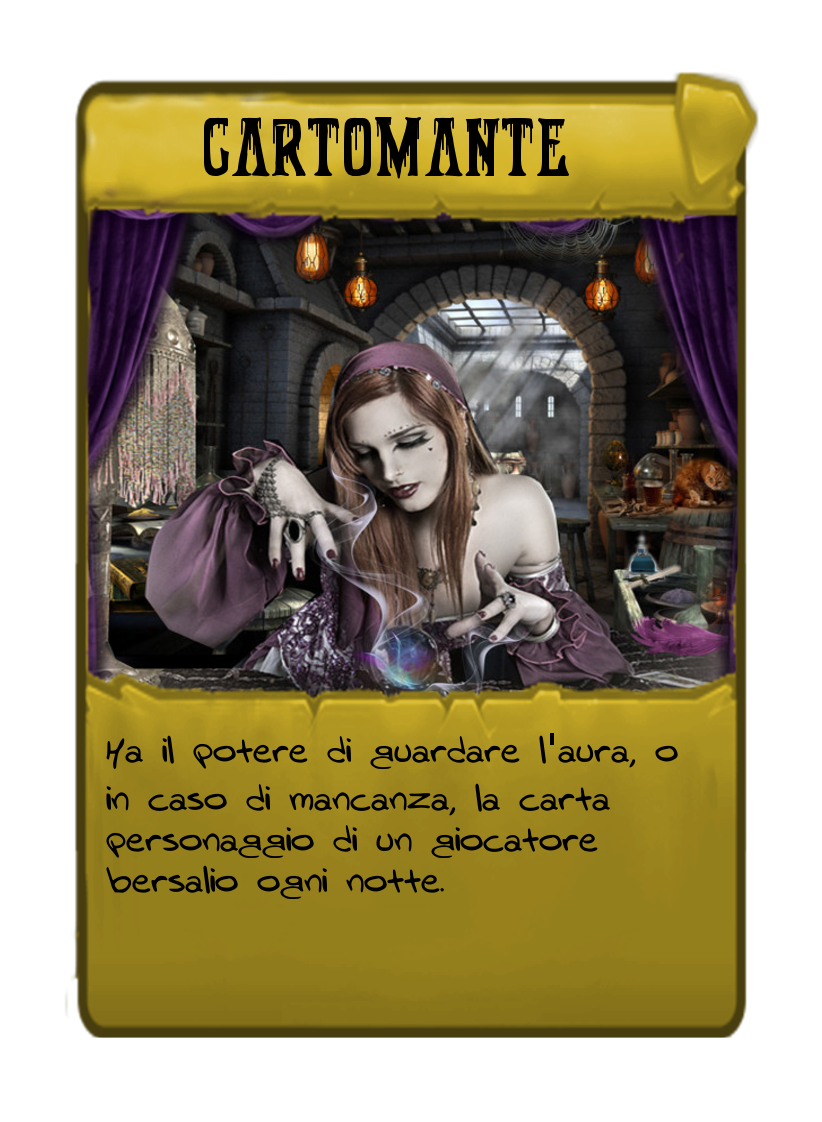 CARTOMANTE
Ha il potere di guardare l'aura, o
in caso di mancanza, la carta
personaggio di un giocatore
bersalio ogni notte.